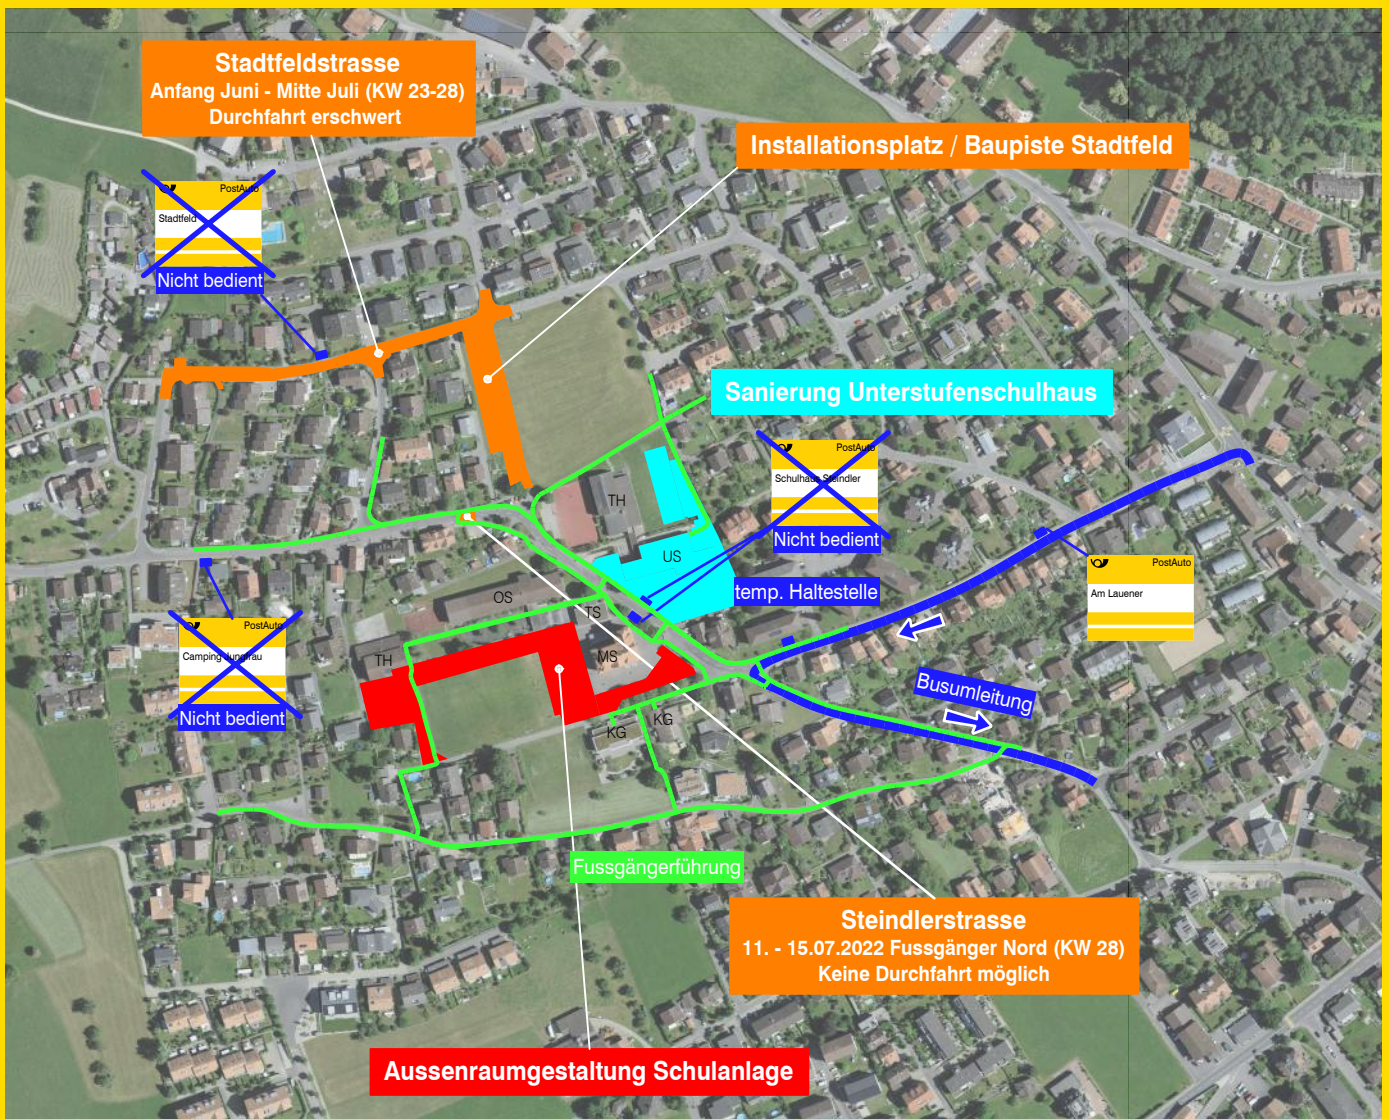 Stadtfeldstrasse
Anfang Juni - Mitte Juli (KW 23-28)
Durchfahrt erschwert
Installationsplatz / Baupiste Stadtfeld
PostAuto
Stadtfeld
Nicht bedient
Sanierung Unterstufenschulhaus
PostAuto
Schulhaus Steindler
Nicht bedient
TH
US
temp. Haltestelle
PostAuto
Am Lauener
OS
TS
MS
TH
PostAuto
Camping Jungfrau
Nicht bedient
Busumleitung
KG
KG
Fussgängerführung
Steindlerstrasse
11. - 15.07.2022 Fussgänger Nord (KW 28)
Keine Durchfahrt möglich
Aussenraumgestaltung Schulanlage